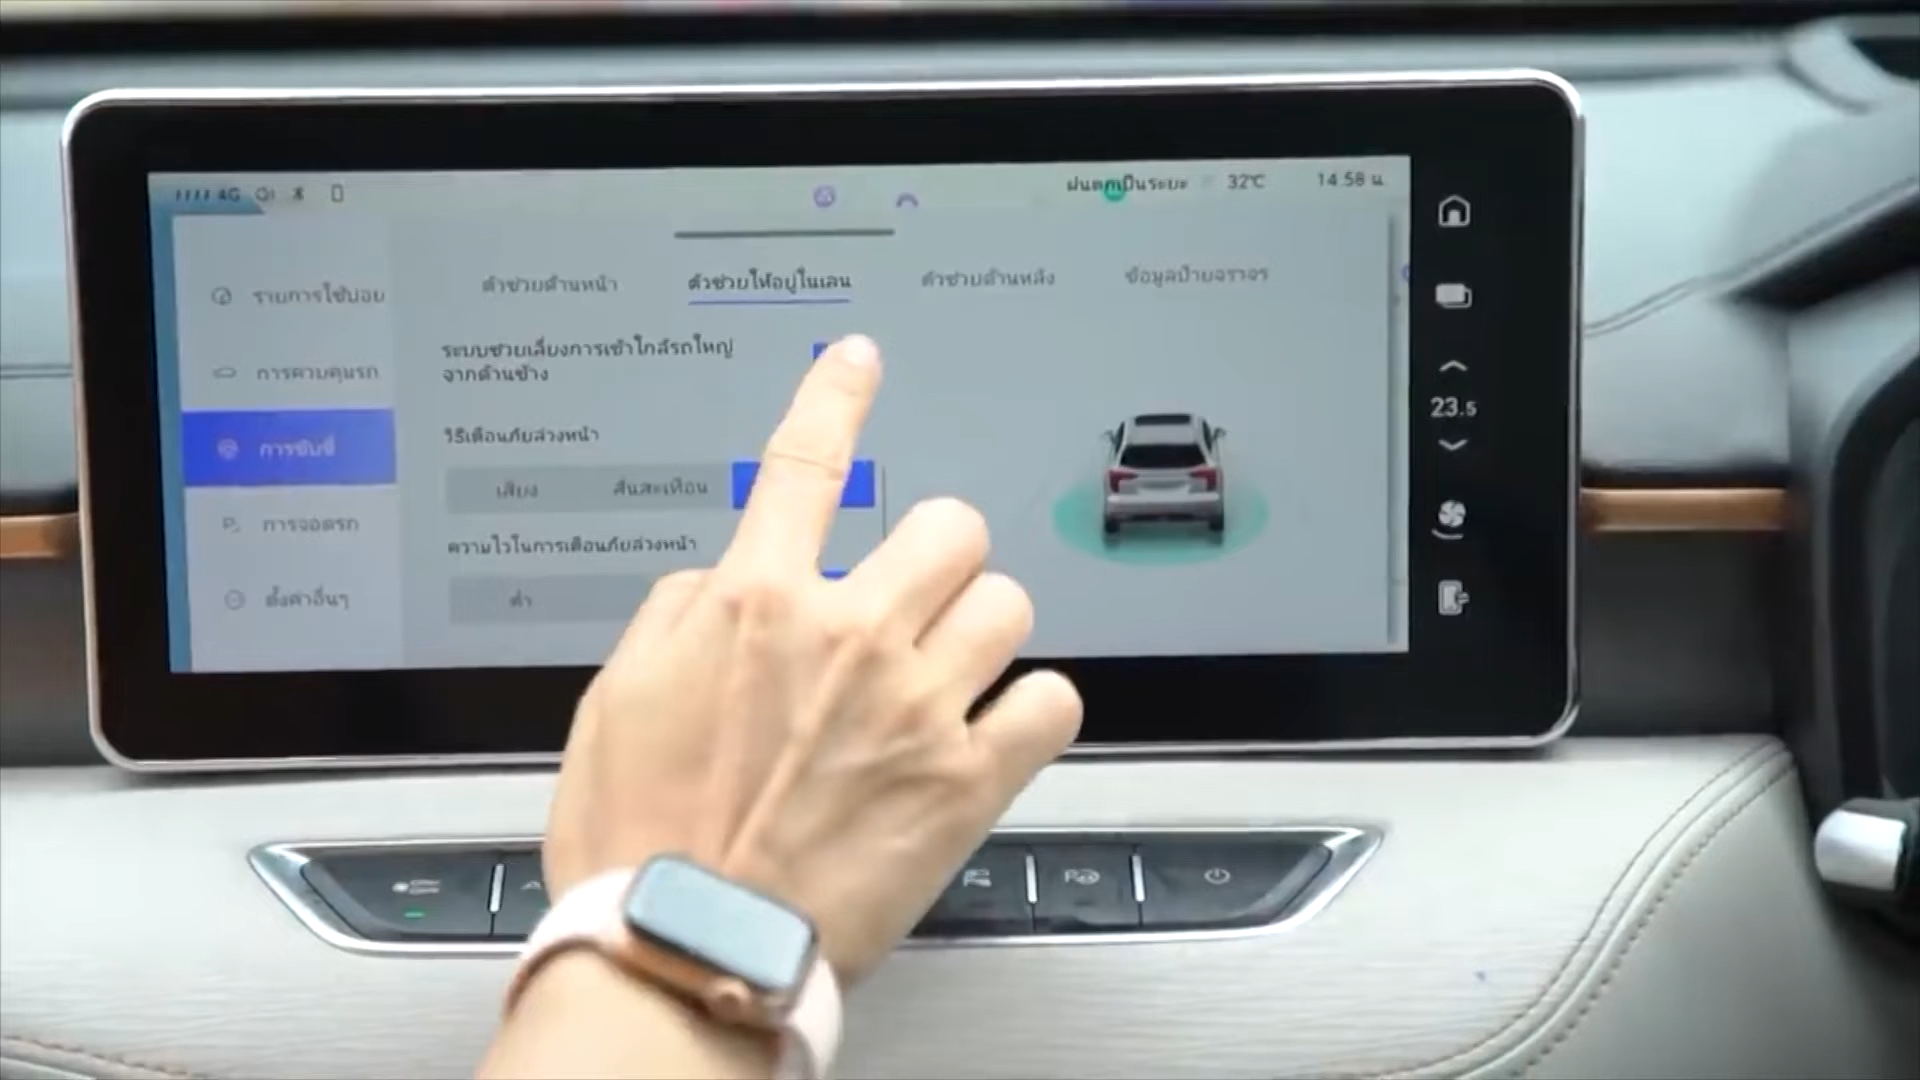 4G
ฝนตกเป็นระยะ 32℃ 14:58 น.
ตัวช่วยด้านหน้า ตัวช่วยให้อยู่ในเลน ตัวช่วยด้านหลัง ข้อมูลป้ายจราจร
รายการใช้บ่อย
การควบคุมรถ
การขับขี่
การจอดรถ
ตั้งค่าอื่นๆ
ระบบช่วยเลี่ยงการเข้าใกล้รถใหญ่
จากด้านข้าง
วิธีเตือนภัยล่วงหน้า
เสียง สั่นสะเทือน
ความไวในการเตือนภัยล่วงหน้า
ต่ำ
23.5